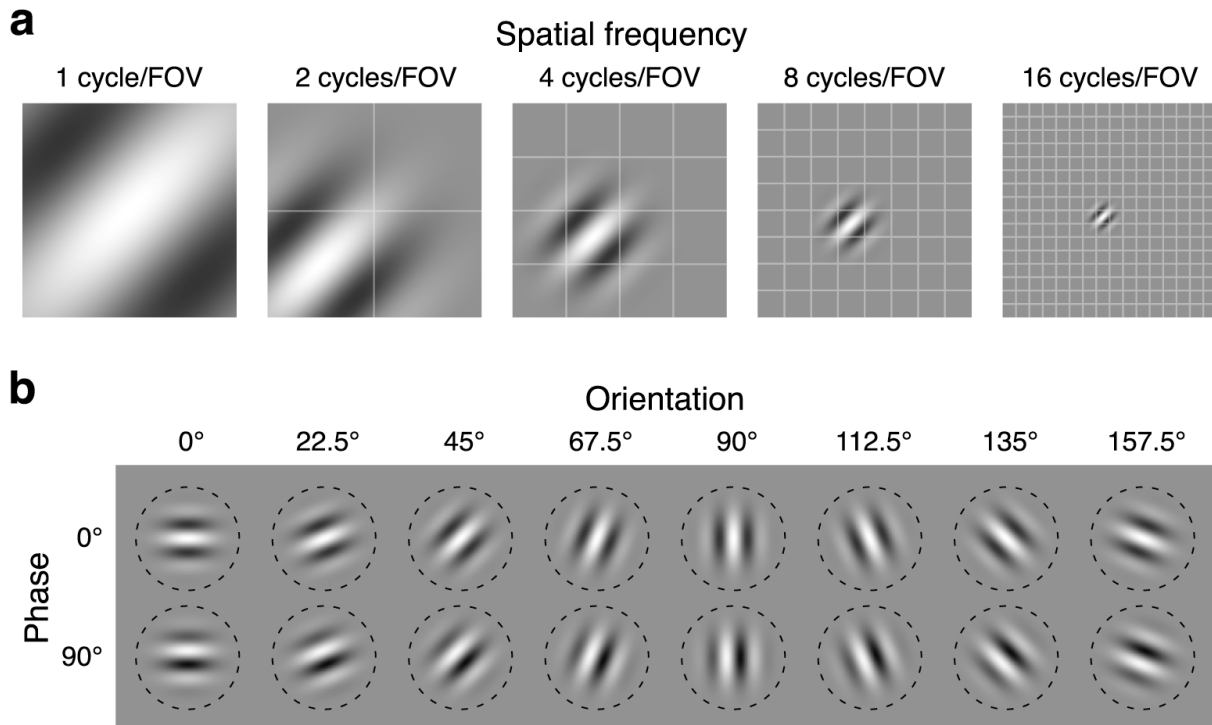 a
Spatial frequency
1 cycle/FOV 2 cycles/FOV 4 cycles/FOV 8 cycles/FOV 16 cycles/FOV
b
Orientation
0° 22.5° 45° 67.5° 90° 112.5° 135° 157.5°
Phase
0°
90°